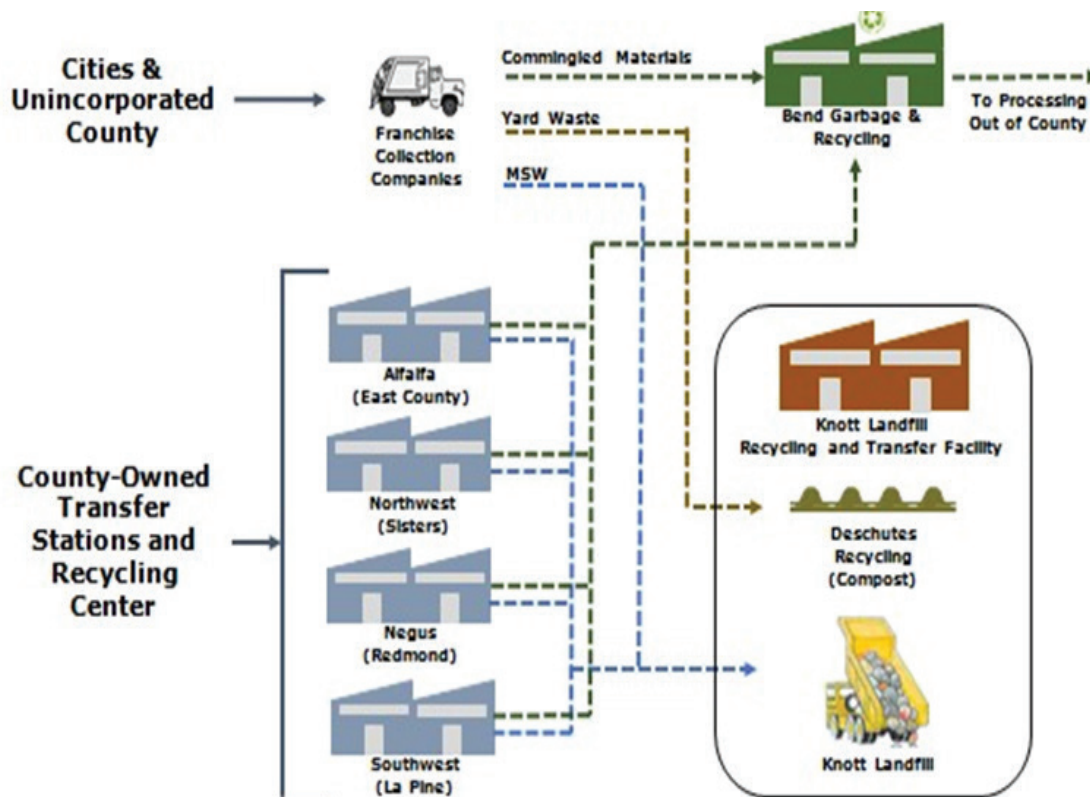 Cities &
Unincorporated
County
Franchise
Collection
Companies
Commingled Materials
Yard Waste
MSW
Bend Garbage &
Recycling
To Processing
Out of County
County-Owned
Transfer
Stations and
Recycling
Center
Alfalfa
(East County)
Northwest
(Sisters)
Negus
(Redmond)
Southwest
(La Pine)
Knott Landfill
Recycling and Transfer Facility
Deschutes
Recycling
(Compost)
Knott Landfill